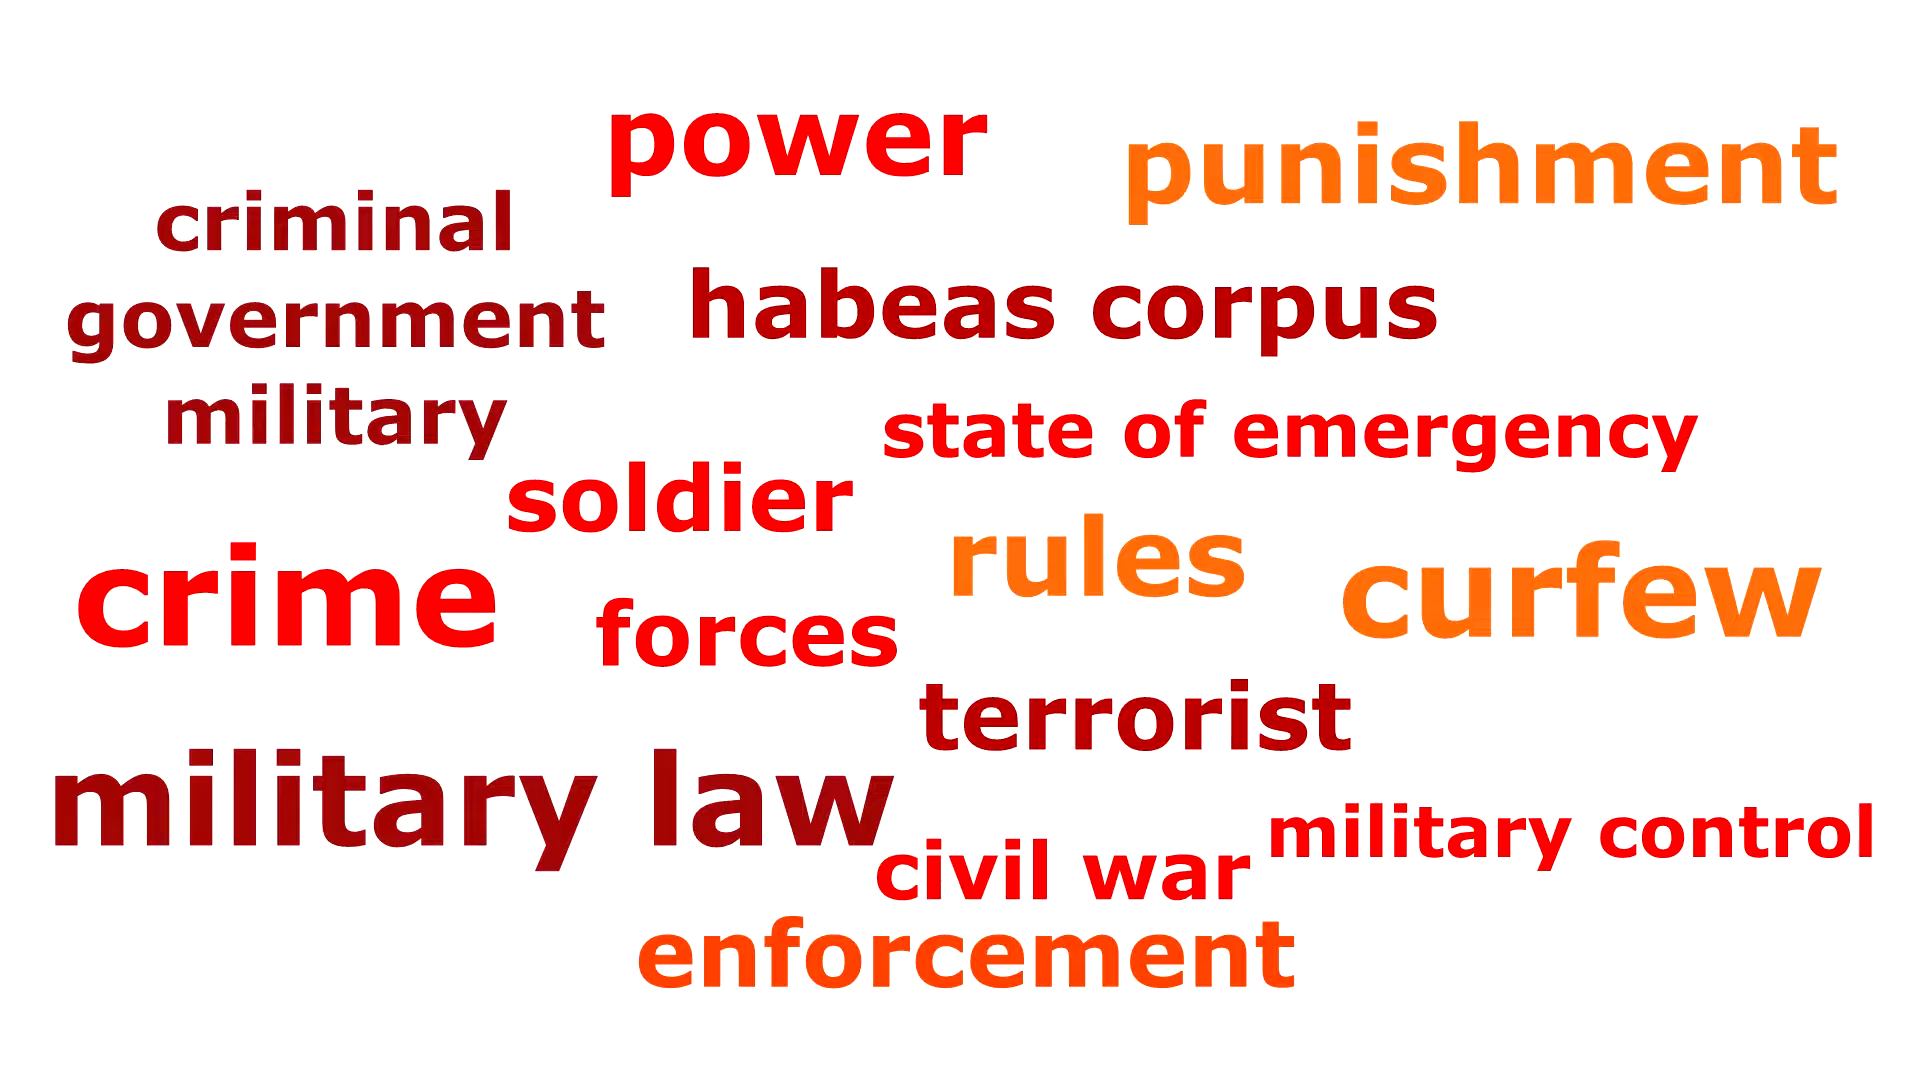 power
punishment
criminal
government
military
habeas corpus
state of emergency
soldier
rules
curfew
crime
forces
terrorist
military law
military control
civil war
enforcement